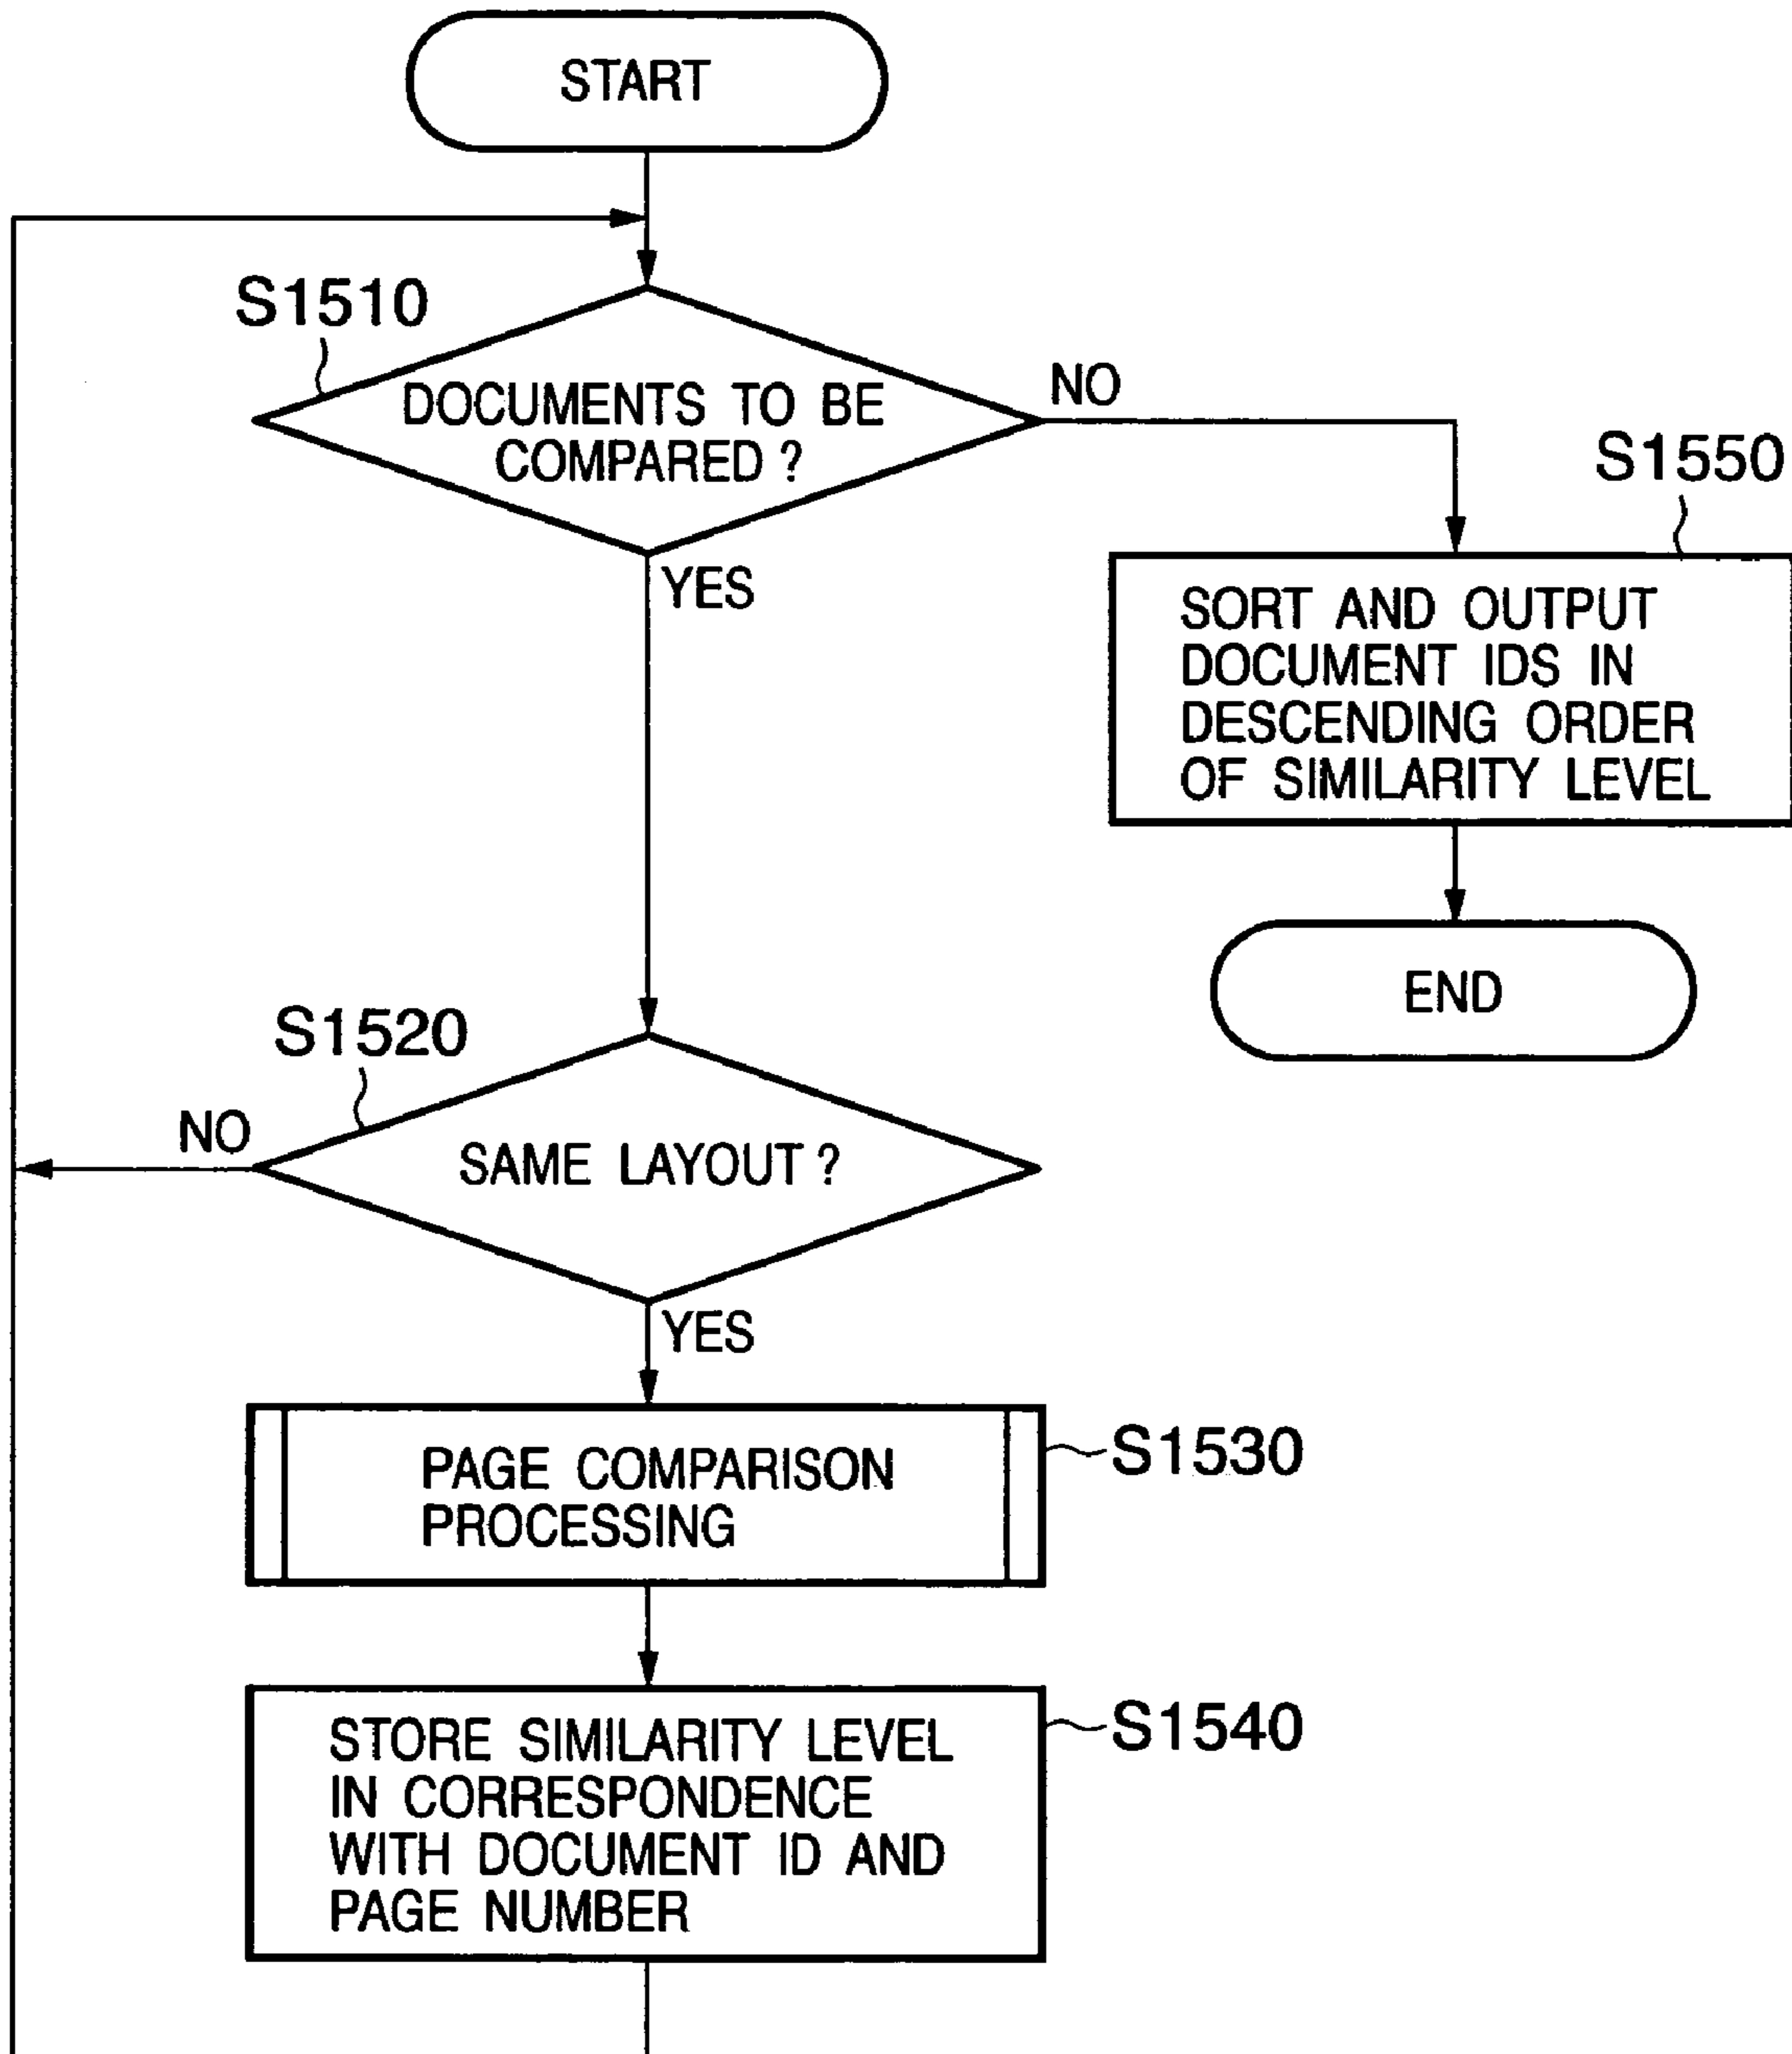 START
S1510
DOCUMENTS TO BE
COMPARED ?
NO
YES
S1550
SORT AND OUTPUT
DOCUMENT IDS IN
DESCENDING ORDER
OF SIMILARITY LEVEL
END
S1520
NO
SAME LAYOUT ?
YES
PAGE COMPARISON
PROCESSING
S1530
STORE SIMILARITY LEVEL
IN CORRESPONDENCE
WITH DOCUMENT ID AND
PAGE NUMBER
S1540